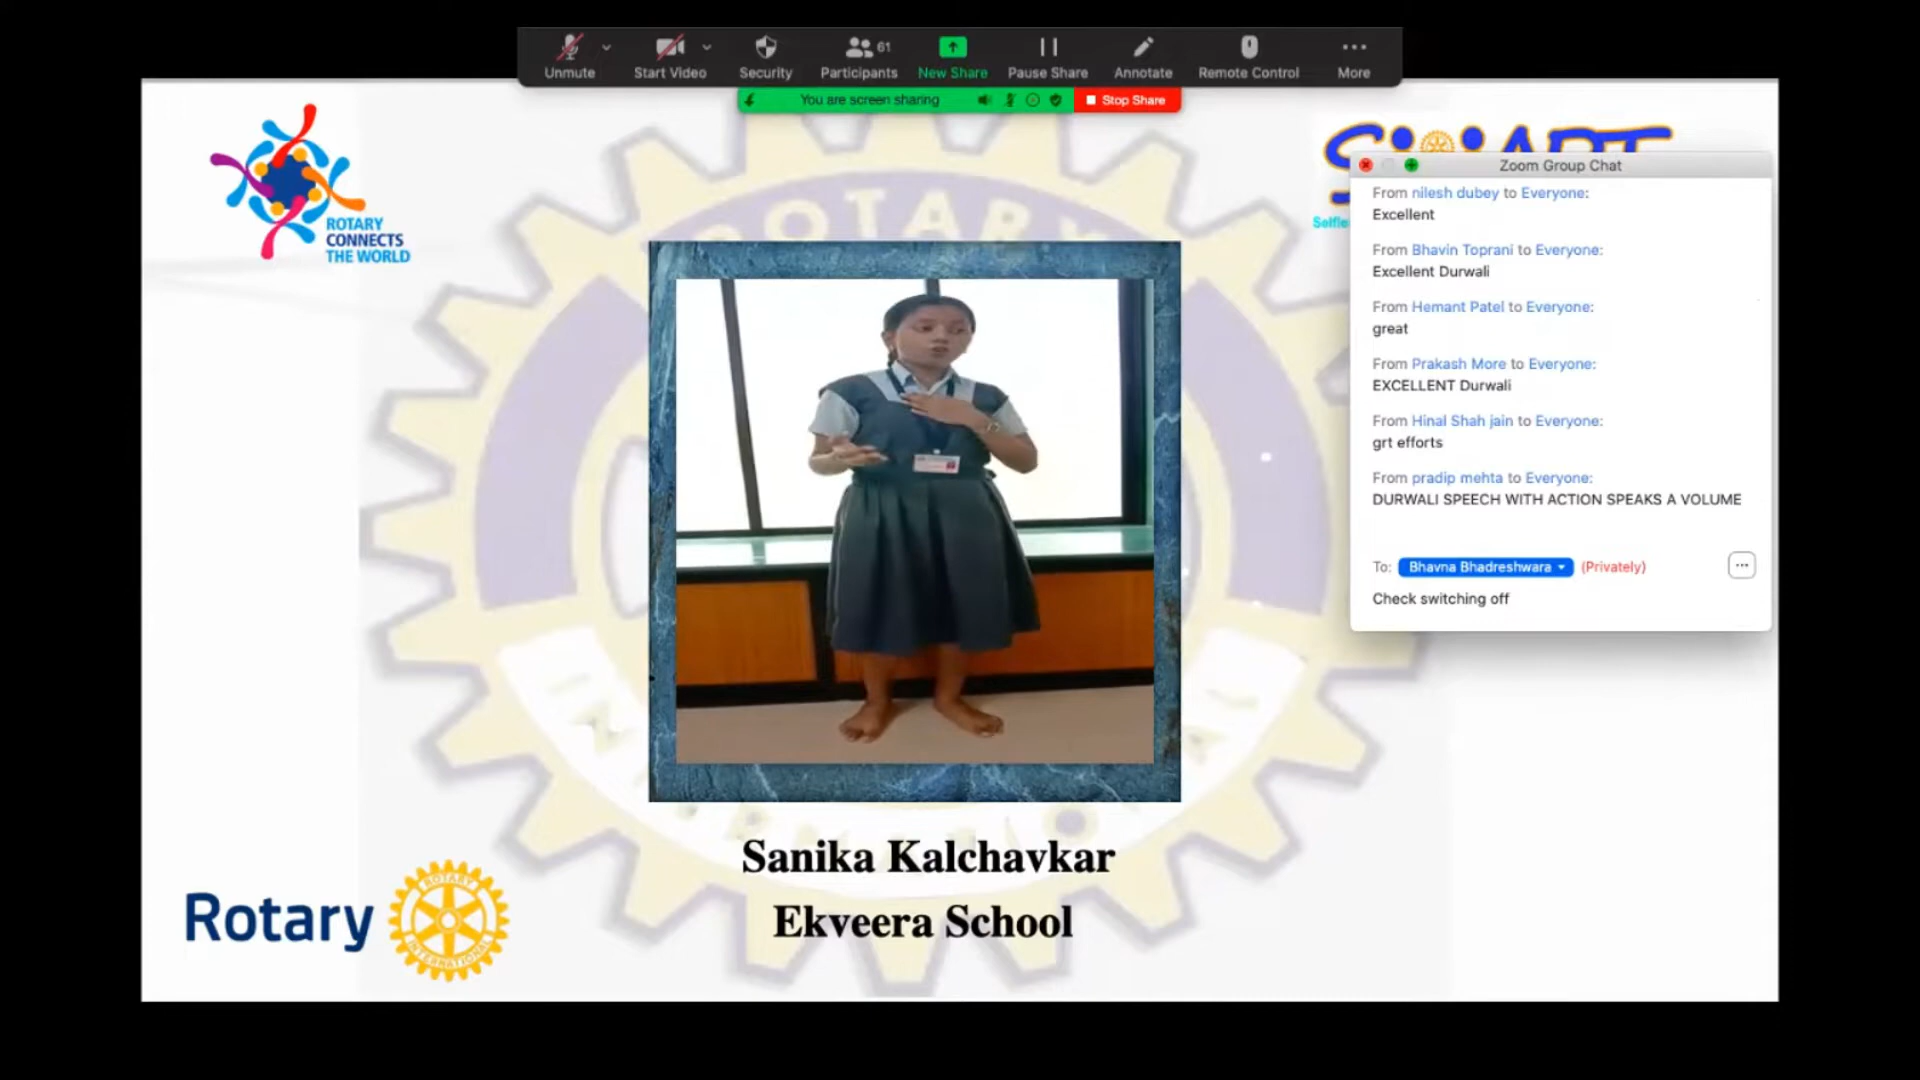 Unmute
Start Video
Security
61
Participants
New Share
Pause Share
Annotate
Remote Control
More
You are screen sharing
Stop Share
ROTARY
CONNECTS
THE WORLD
ROTARY
Selfie
Zoom Group Chat
From nilesh dubey to Everyone:
Excellent
From Bhavin Toprani to Everyone:
Excellent Durwali
From Hemant Patel to Everyone:
great
From Prakash More to Everyone:
EXCELLENT Durwali
From Hinal Shah jain to Everyone:
grt efforts
From pradip mehta to Everyone:
DURWALI SPEECH WITH ACTION SPEAKS A VOLUME
To: Bhavna Bhadreshwara (Privately)
Check switching off
Sanika Kalchavkar
Ekveera School
Rotary
ROTARY
INTERNATIONAL